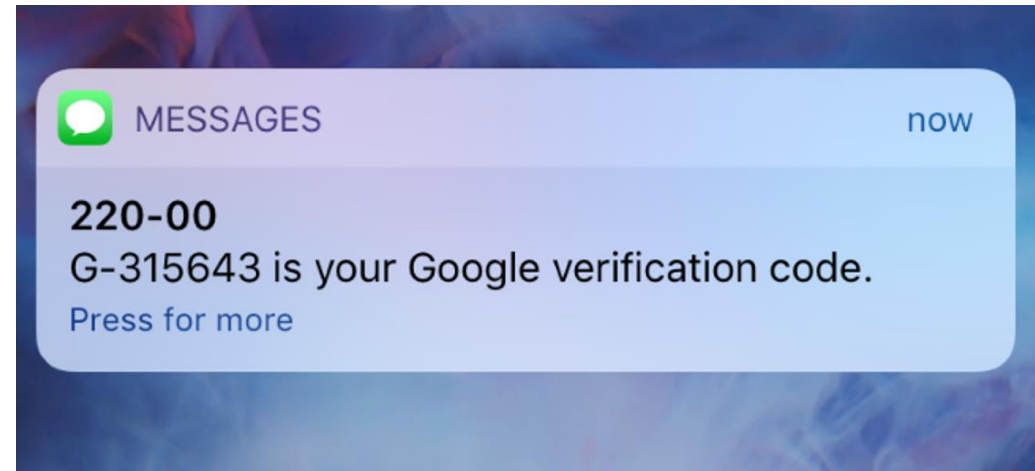 MESSAGES now
220-00
G-315643 is your Google verification code.
Press for more